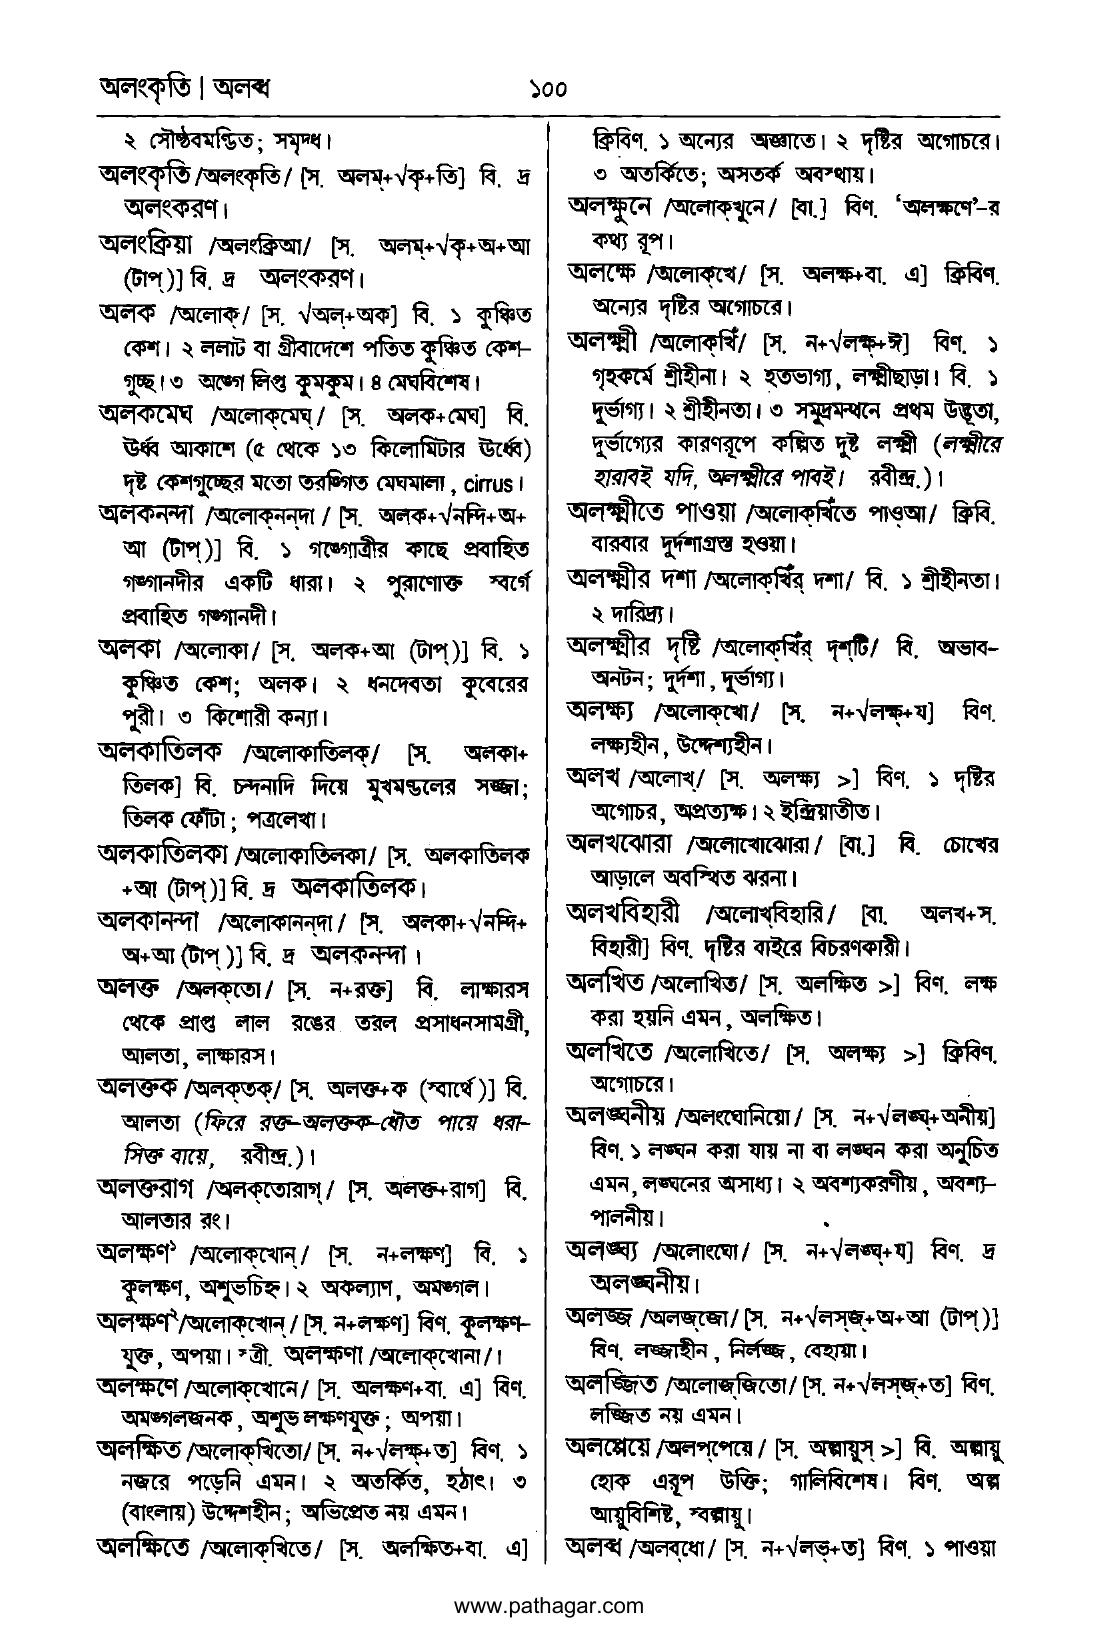 অলংকৃতি | অলব্ধ
১০০
২ সৌষ্ঠবমণ্ডিত; সমৃদ্ধ।
অলংকৃতি /অলংকৃতি/ [স. অলম্+√কৃ+তি] বি. দ্র
অলংকরণ।
অলংক্রিয়া /অলংক্রিআ/ [স. অলম্+√কৃ+অ+আ
(টাপ্)] বি. দ্র অলংকরণ।
অলক /অলোক্/ [স. √অল্+অক] বি. ১ কুঞ্চিত
কেশ। ২ ললাট বা গ্রীবাদেশে পতিত কুঞ্চিত কেশ-
গুচ্ছ। ৩ অঙ্গে লিপ্ত কুমকুম। ৪ মেঘবিশেষ।
অলকমেঘ /অলোক্‌মেঘ্/ [স. অলক+মেঘ] বি.
ঊর্ধ্ব আকাশে (৫ থেকে ১৩ কিলোমিটার ঊর্ধ্বে)
দৃষ্ট কেশগুচ্ছের মতো তরঙ্গিত মেঘমালা, cirrus।
অলকনন্দা /অলোক্‌নন্‌দা/ [স. অলক+√নন্দি+অ+
আ (টাপ্)] বি. ১ গঙ্গোত্রীর কাছে প্রবাহিত
গঙ্গানদীর একটি ধারা। ২ পুরাণোক্ত স্বর্গে
প্রবাহিত গঙ্গানদী।
অলকা /অলোকা/ [স. অলক+আ (টাপ্)] বি. ১
কুঞ্চিত কেশ; অলক। ২ ধনদেবতা কুবেরের
পুরী। ৩ কিশোরী কন্যা।
অলকাতিলক /অলোকাতিলক্/ [স. অলকা+
তিলক] বি. চন্দনাদি দিয়ে মুখমণ্ডলের সজ্জা;
তিলক ফোঁটা; পত্রলেখা।
অলকাতিলকা /অলোকাতিলকা/ [স. অলকাতিলক
+আ (টাপ্)] বি. দ্র অলকাতিলক।
অলকানন্দা /অলোকানন্‌দা/ [স. অলকা+√নন্দি+
অ+আ (টাপ্)] বি. দ্র অলকনন্দা।
অলক্ত /অলক্‌তো/ [স. ন+রক্ত] বি. লাক্ষারস
থেকে প্রাপ্ত লাল রঙের তরল প্রসাধনসামগ্রী,
আলতা, লাক্ষারস।
অলক্তক /অলক্‌তক্/ [স. অলক্ত+ক (স্বার্থে)] বি.
আলতা (ফিরে রক্ত-অলক্তক-ধৌত পায়ে ধরা-
সিক্ত বায়ে, রবীন্দ্র.)।
অলক্তরাগ /অলক্‌তোরাগ্/ [স. অলক্ত+রাগ] বি.
আলতার রং।
অলক্ষণ১ /অলোক্‌খোন্/ [স. ন+লক্ষণ] বি. ১
কুলক্ষণ, অশুভচিহ্ন। ২ অকল্যাণ, অমঙ্গল।
অলক্ষণ২ /অলোক্‌খোন্/ [স. ন+লক্ষণ] বিণ. কুলক্ষণ-
যুক্ত, অপয়া। স্ত্রী. অলক্ষণা /অলোক্‌খোনা/।
অলক্ষণে /অলোক্‌খোনে/ [স. অলক্ষণ+বা. এ] বিণ.
অমঙ্গলজনক, অশুভ লক্ষণযুক্ত; অপয়া।
অলক্ষিত /অলোক্‌খিতো/ [স. ন+√লক্ষ্+ত] বিণ. ১
নজরে পড়েনি এমন। ২ অতর্কিত, হঠাৎ। ৩
(বাংলায়) উদ্দেশহীন; অভিপ্রেত নয় এমন।
অলক্ষিতে /অলোক্‌খিতে/ [স. অলক্ষিত+বা. এ]
ক্রিবিণ. ১ অন্যের অজ্ঞাতে। ২ দৃষ্টির অগোচরে।
৩ অতর্কিতে; অসতর্ক অবস্থায়।
অলক্ষুনে /অলোক্‌খুনে/ [বা.] বিণ. ‘অলক্ষণে’-র
কথ্য রূপ।
অলক্ষে /অলোক্‌খে/ [স. অলক্ষ+বা. এ] ক্রিবিণ.
অন্যের দৃষ্টির অগোচরে।
অলক্ষ্মী /অলোক্‌খিঁ/ [স. ন+√লক্ষ্+ঈ] বিণ. ১
গৃহকর্মে শ্রীহীনা। ২ হতভাগ্য, লক্ষ্মীছাড়া। বি. ১
দুর্ভাগ্য। ২ শ্রীহীনতা। ৩ সমুদ্রমন্থনে প্রথম উদ্ভূতা,
দুর্ভাগ্যের কারণরূপে কল্পিত দুষ্ট লক্ষ্মী (লক্ষ্মীরে
হারাবই যদি, অলক্ষ্মীরে পাবই। রবীন্দ্র.)।
অলক্ষ্মীতে পাওয়া /অলোক্‌খিঁতে পাওআ/ ক্রিবি.
বারবার দুর্দশাগ্রস্ত হওয়া।
অলক্ষ্মীর দশা /অলোক্‌খিঁর্ দশা/ বি. ১ শ্রীহীনতা।
২ দারিদ্র্য।
অলক্ষ্মীর দৃষ্টি /অলোক্‌খিঁর্ দৃশ্‌টি/ বি. অভাব-
অনটন; দুর্দশা, দুর্ভাগ্য।
অলক্ষ্য /অলোক্‌খো/ [স. ন+√লক্ষ্+য] বিণ.
লক্ষ্যহীন, উদ্দেশ্যহীন।
অলখ /অলোখ্/ [স. অলক্ষ্য >] বিণ. ১ দৃষ্টির
অগোচর, অপ্রত্যক্ষ। ২ ইন্দ্রিয়াতীত।
অলখঝোরা /অলোখোঝোরা/ [বা.] বি. চোখের
আড়ালে অবস্থিত ঝরনা।
অলখবিহারী /অলোখ্‌বিহারি/ [বা. অলখ+স.
বিহারী] বিণ. দৃষ্টির বাইরে বিচরণকারী।
অলখিত /অলোখিত/ [স. অলক্ষিত >] বিণ. লক্ষ
করা হয়নি এমন, অলক্ষিত।
অলখিতে /অলোখিতে/ [স. অলক্ষ্য >] ক্রিবিণ.
অগোচরে।
অলঙ্ঘনীয় /অলংঘোনিয়ো/ [স. ন+√লঙ্ঘ্+অনীয়]
বিণ. ১ লঙ্ঘন করা যায় না বা লঙ্ঘন করা অনুচিত
এমন, লঙ্ঘনের অসাধ্য। ২ অবশ্যকরণীয়, অবশ্য-
পালনীয়।
অলঙ্ঘ্য /অলোংঘো/ [স. ন+√লঙ্ঘ্+য] বিণ. দ্র
অলঙ্ঘনীয়।
অলজ্জ /অলজ্‌জো/ [স. ন+√লস্‌জ্+অ+আ (টাপ্)]
বিণ. লজ্জাহীন, নির্লজ্জ, বেহায়া।
অলজ্জিত /অলোজ্‌জিতো/ [স. ন+√লস্‌জ্+ত] বিণ.
লজ্জিত নয় এমন।
অলপ্পেয়ে /অলপ্‌পেয়ে/ [স. অল্পায়ুস্ >] বি. অল্পায়ু
হোক এরূপ উক্তি; গালিবিশেষ। বিণ. অল্প
আয়ুবিশিষ্ট, স্বল্পায়ু।
অলব্ধ /অলব্‌ধো/ [স. ন+√লভ্+ত] বিণ. ১ পাওয়া
www.pathagar.com